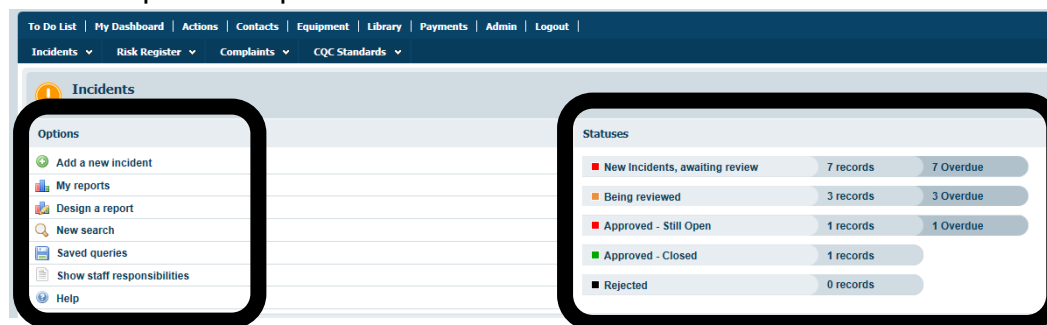 To Do List | My Dashboard | Actions | Contacts | Equipment | Library | Payments | Admin | Logout |
Incidents Risk Register Complaints CQC Standards
Incidents
Options
Add a new incident
My reports
Design a report
New search
Saved queries
Show staff responsibilities
Help
Statuses
New Incidents, awaiting review 7 records 7 Overdue
Being reviewed 3 records 3 Overdue
Approved - Still Open 1 records 1 Overdue
Approved - Closed 1 records
Rejected 0 records